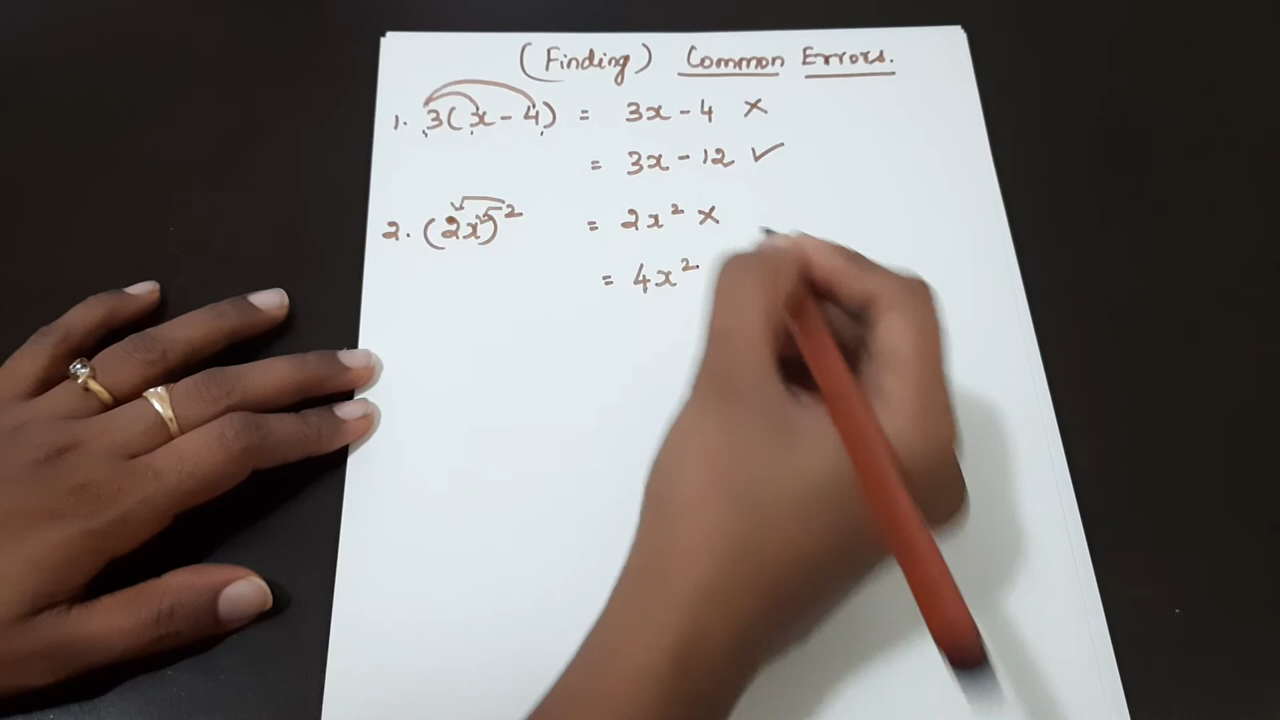 (Finding) Common Errors.
1. 3(x - 4) = 3x - 4 ×
= 3x - 12 ✓
2. (2x)² = 2x² ×
= 4x²